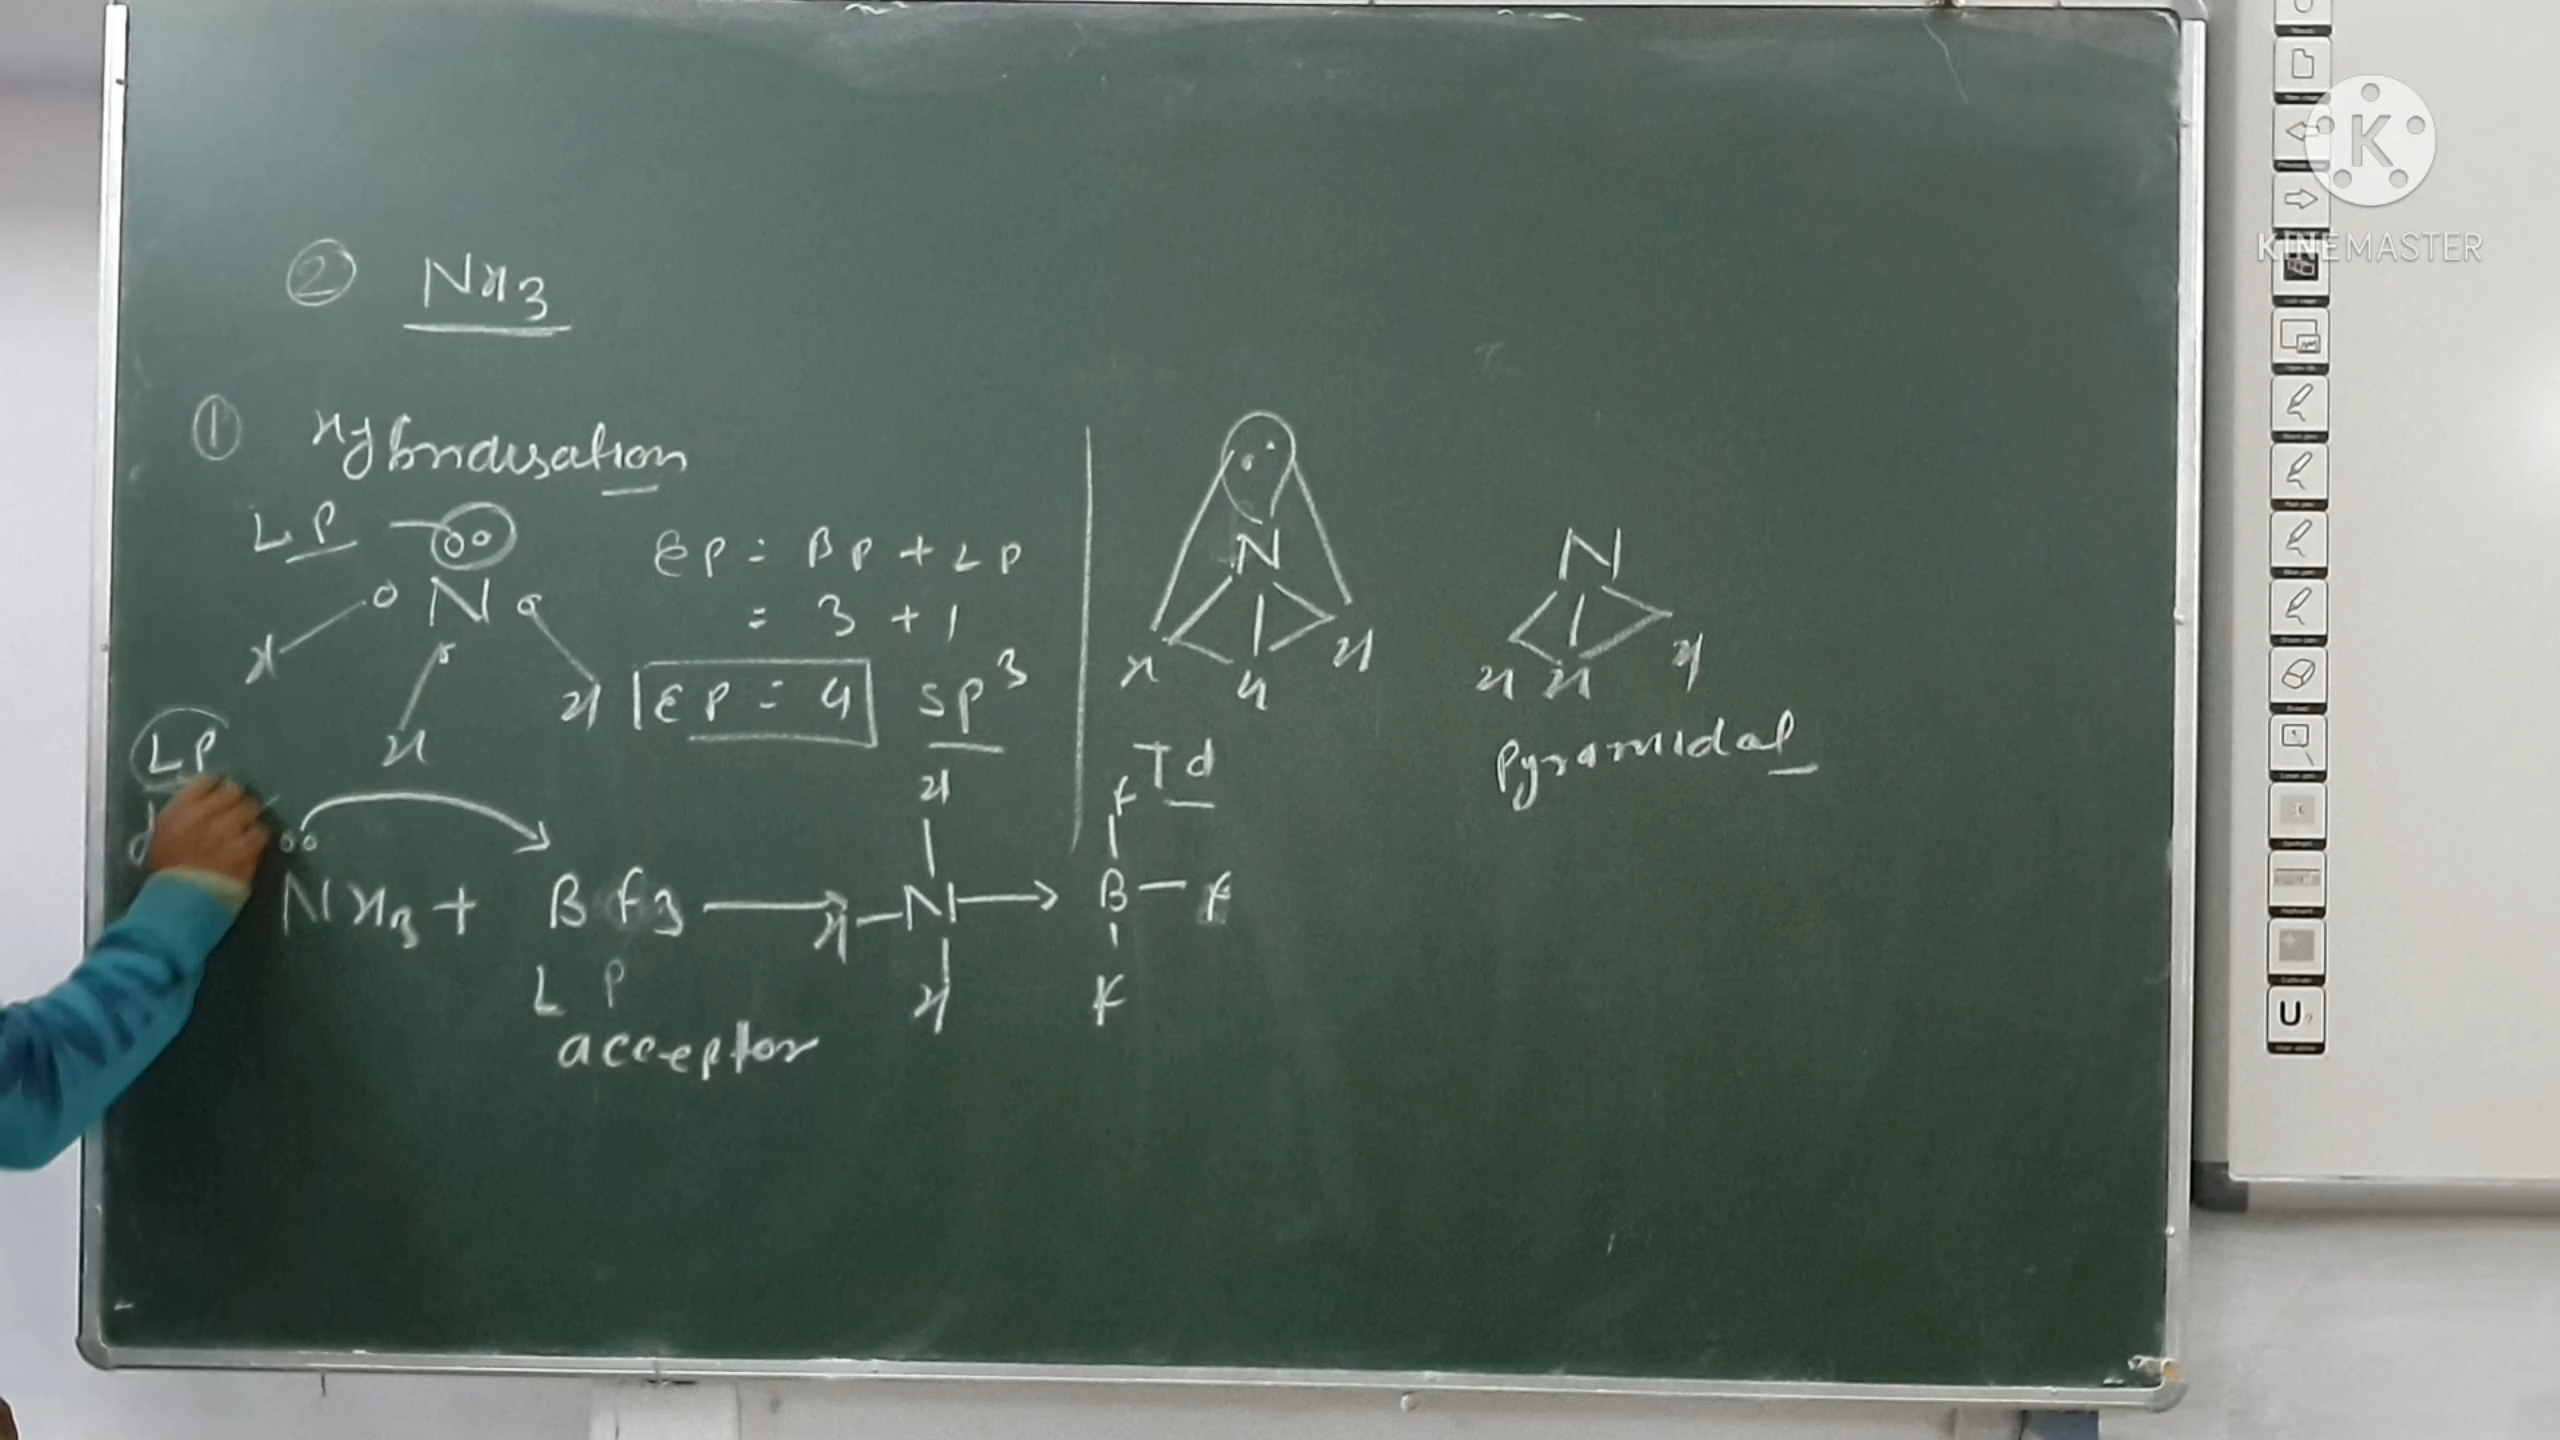 ② NH3
① Hybridisation
LP
N
H
H
H
EP = BP + LP
= 3 + 1
EP = 4 sp3
N
H
H
H
Td
N
H H H
Pyramidal
LP
NH3 + BF3
LP
acceptor
H
H-N
H
F
B-F
F
K
KINEMASTER
U